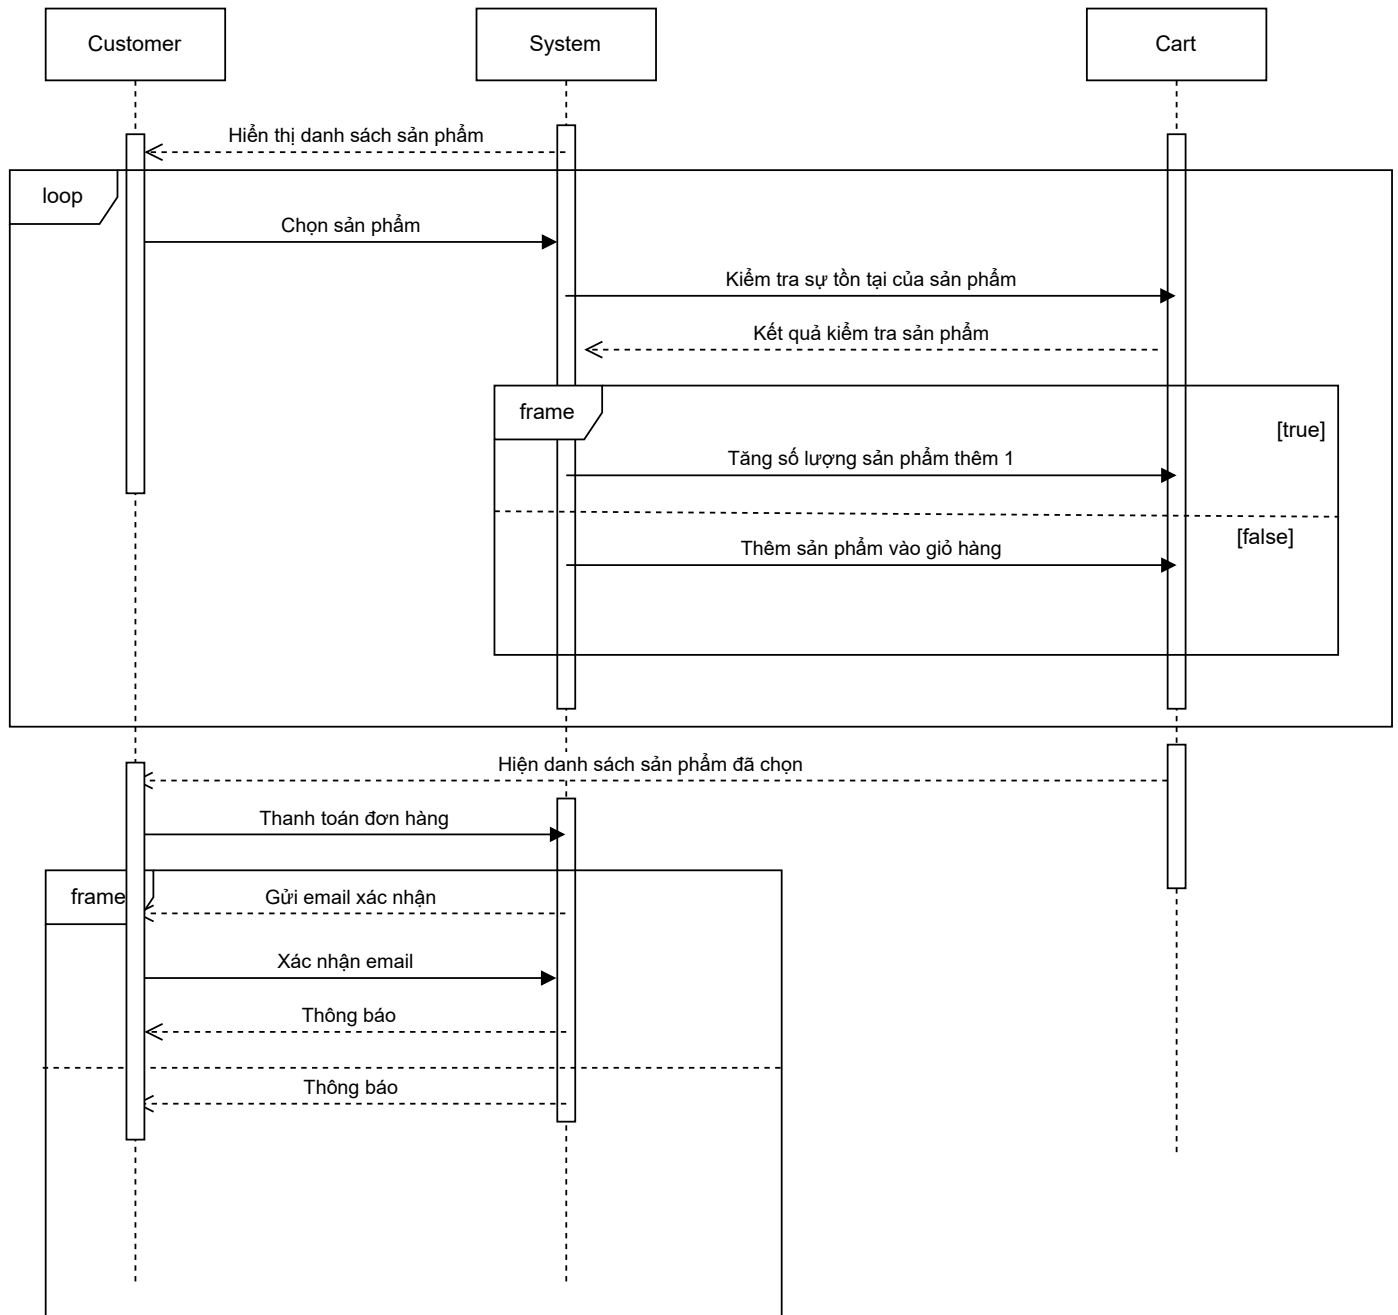 Customer
System
Cart
Hiển thị danh sách sản phẩm
loop
Chọn sản phẩm
Kiểm tra sự tồn tại của sản phẩm
Kết quả kiểm tra sản phẩm
frame
[true]
Tăng số lượng sản phẩm thêm 1
[false]
Thêm sản phẩm vào giỏ hàng
Hiện danh sách sản phẩm đã chọn
Thanh toán đơn hàng
frame
Gửi email xác nhận
Xác nhận email
Thông báo
Thông báo